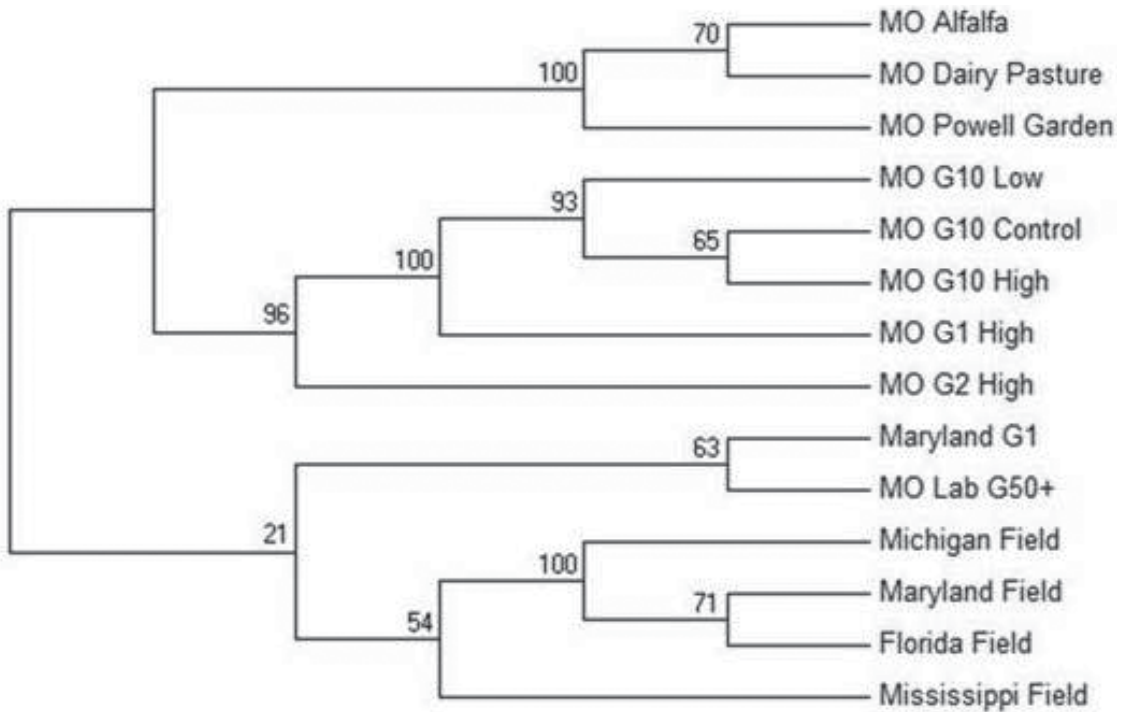 MO Alfalfa
70
MO Dairy Pasture
100
MO Powell Garden
MO G10 Low
93
MO G10 Control
65
100
MO G10 High
96
MO G1 High
MO G2 High
Maryland G1
63
MO Lab G50+
21
Michigan Field
100
Maryland Field
71
54
Florida Field
Mississippi Field